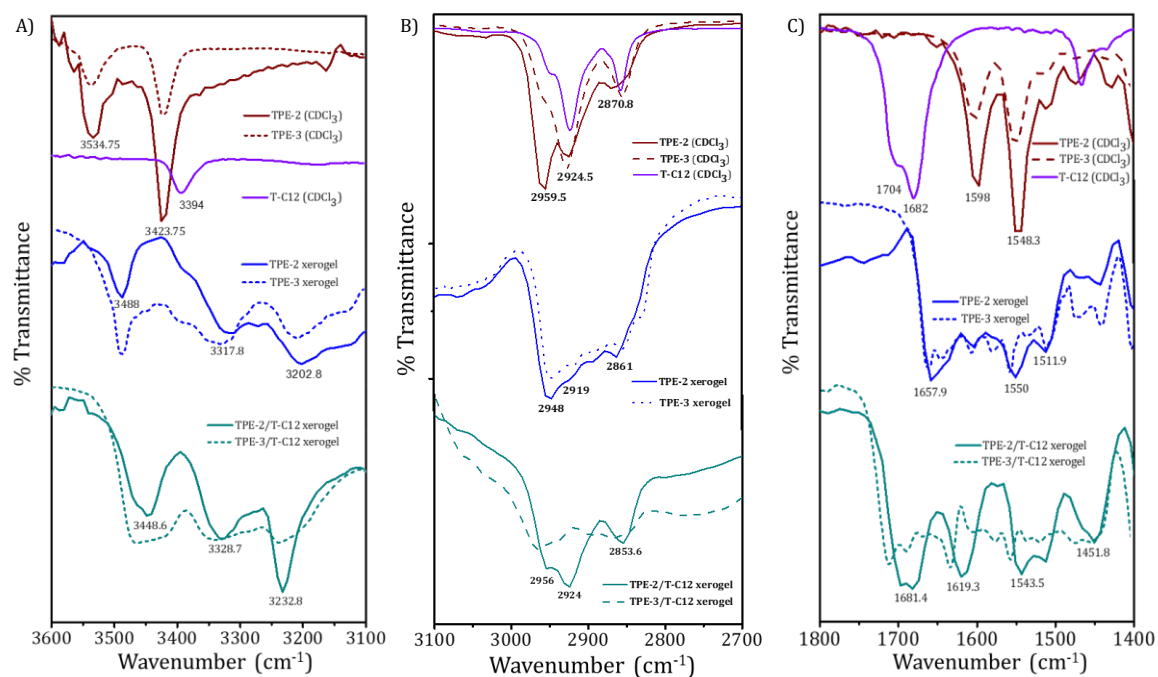 A)
% Transmittance
TPE-2 (CDCl3)
TPE-3 (CDCl3)
3534.75
T-C12 (CDCl3)
3394
3423.75
TPE-2 xerogel
TPE-3 xerogel
3488
3317.8
3202.8
TPE-2/T-C12 xerogel
TPE-3/T-C12 xerogel
3448.6
3328.7
3232.8
3600 3500 3400 3300 3200 3100
Wavenumber (cm-1)
B)
% Transmittance
2870.8
TPE-2 (CDCl3)
TPE-3 (CDCl3)
T-C12 (CDCl3)
2924.5
2959.5
2919
2861
2948
TPE-2 xerogel
TPE-3 xerogel
2853.6
2956
2924
TPE-2/T-C12 xerogel
TPE-3/T-C12 xerogel
3100 3000 2900 2800 2700
Wavenumber (cm-1)
C)
% Transmittance
TPE-2 (CDCl3)
TPE-3 (CDCl3)
T-C12 (CDCl3)
1704
1682
1598
1548.3
TPE-2 xerogel
TPE-3 xerogel
1511.9
1657.9
1550
TPE-2/T-C12 xerogel
TPE-3/T-C12 xerogel
1451.8
1619.3
1543.5
1681.4
1800 1700 1600 1500 1400
Wavenumber (cm-1)